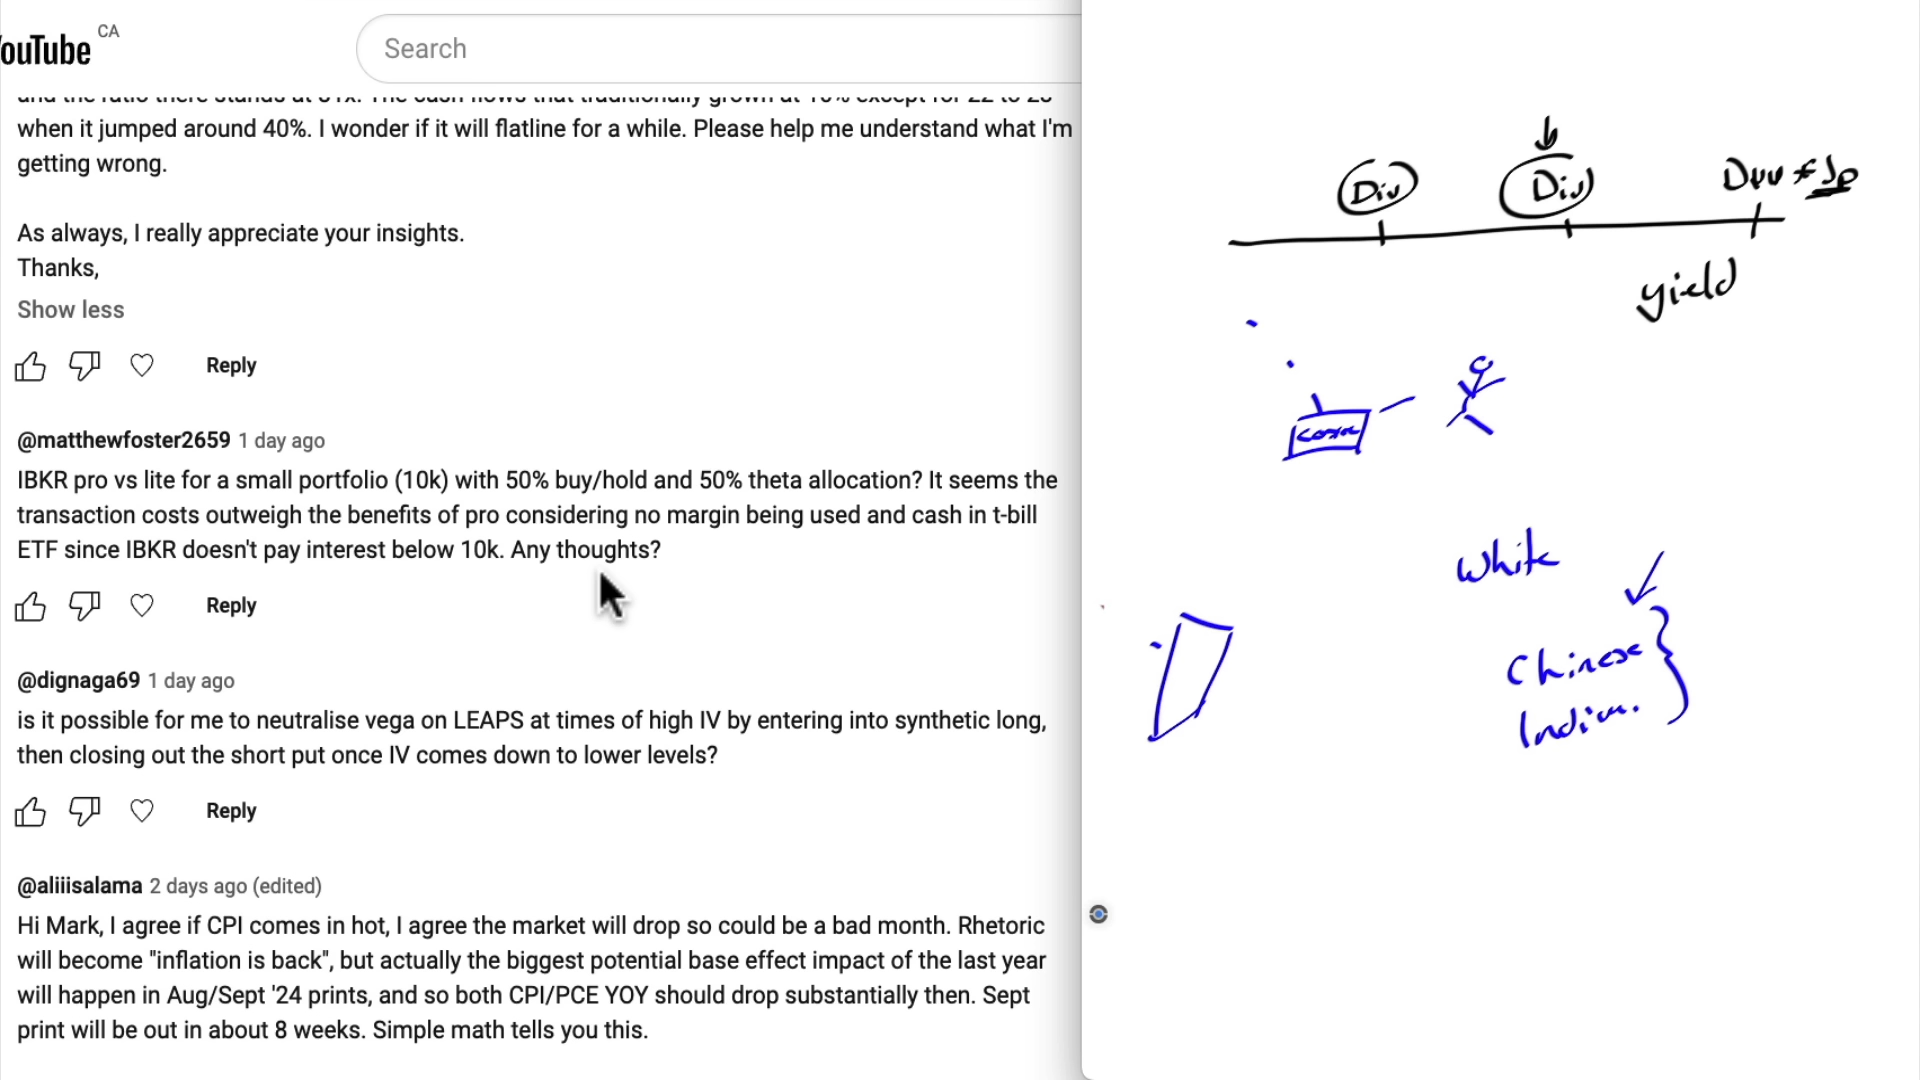 ouTube CA
Search
when it jumped around 40%. I wonder if it will flatline for a while. Please help me understand what I'm
getting wrong.
As always, I really appreciate your insights.
Thanks,
Show less
Reply
@matthewfoster2659 1 day ago
IBKR pro vs lite for a small portfolio (10k) with 50% buy/hold and 50% theta allocation? It seems the
transaction costs outweigh the benefits of pro considering no margin being used and cash in t-bill
ETF since IBKR doesn't pay interest below 10k. Any thoughts?
Reply
@dignaga69 1 day ago
is it possible for me to neutralise vega on LEAPS at times of high IV by entering into synthetic long,
then closing out the short put once IV comes down to lower levels?
Reply
@aliiisalama 2 days ago (edited)
Hi Mark, I agree if CPI comes in hot, I agree the market will drop so could be a bad month. Rhetoric
will become "inflation is back", but actually the biggest potential base effect impact of the last year
will happen in Aug/Sept '24 prints, and so both CPI/PCE YOY should drop substantially then. Sept
print will be out in about 8 weeks. Simple math tells you this.
Div Div
yield
White
Chinese